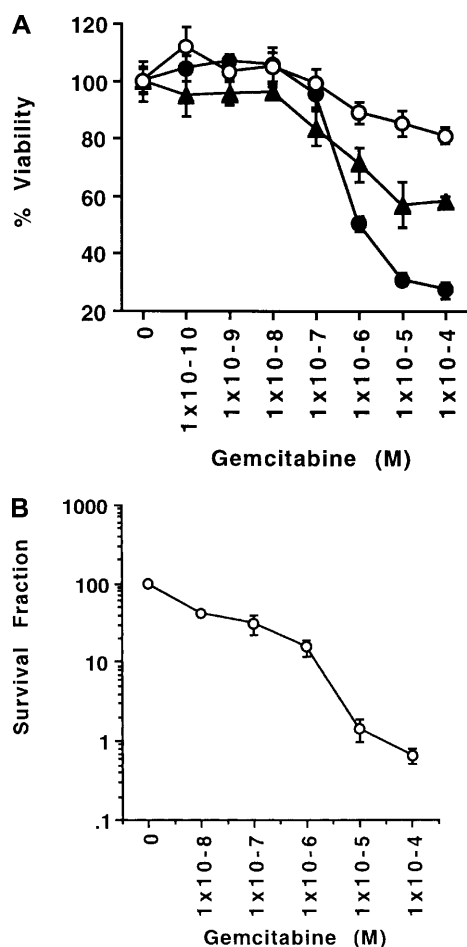 A
120
100
80
60
40
20
% Viability
0
1x10-10
1x10-9
1x10-8
1x10-7
1x10-6
1x10-5
1x10-4
Gemcitabine (M)
B
1000
100
10
1
.1
Survival Fraction
0
1x10-8
1x10-7
1x10-6
1x10-5
1x10-4
Gemcitabine (M)